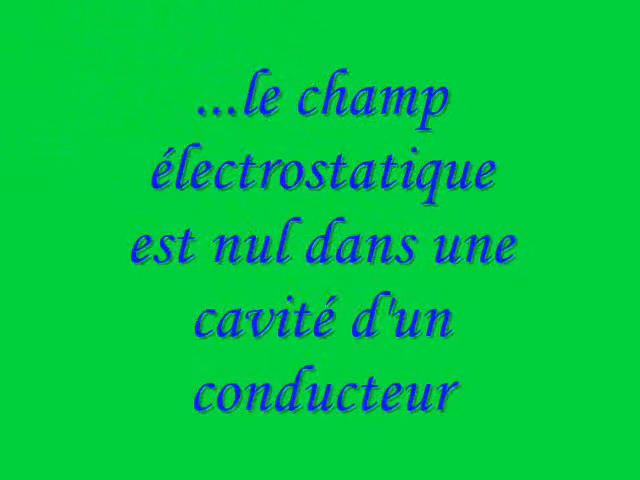 ...le champ
électrostatique
est nul dans une
cavité d'un
conducteur